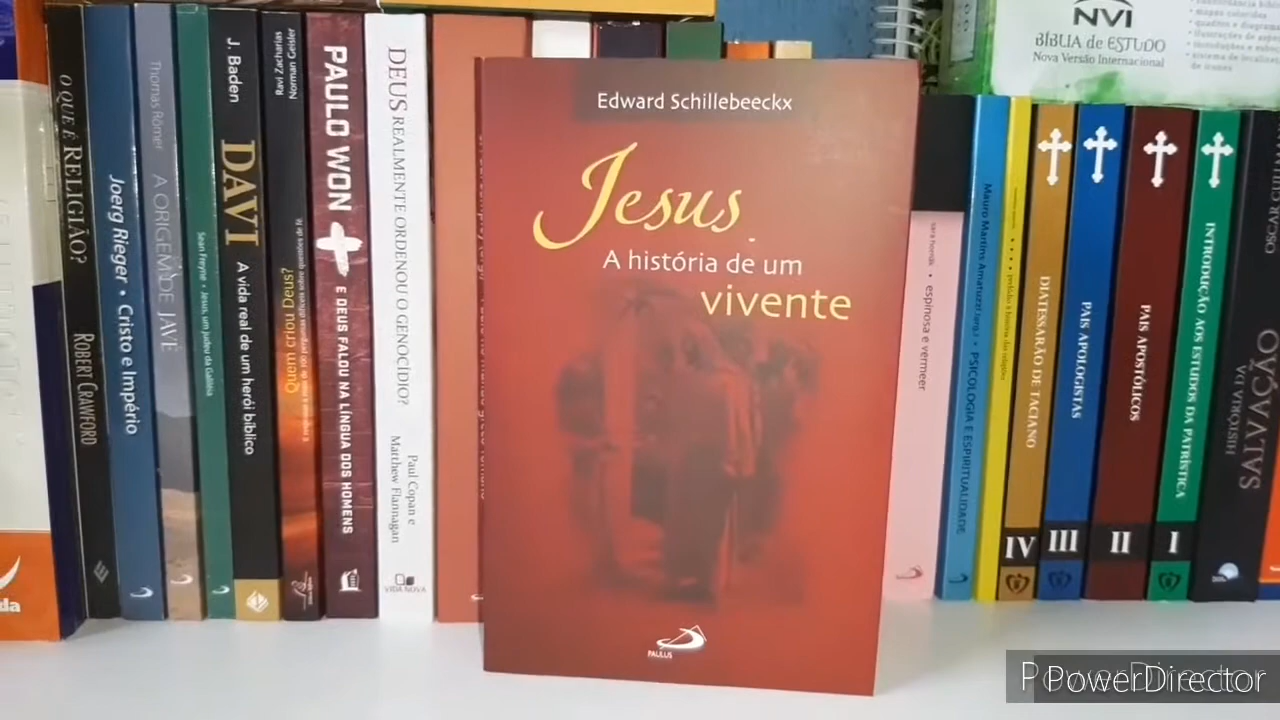 O QUE É RELIGIÃO?
ROBERT CRAWFORD
Joerg Rieger • Cristo e Império
Thomas Römer
A ORIGEM DE JAVÉ
Sean Freyne • Jesus, um judeu da Galileia
J. Baden
DAVI
A vida real de um herói bíblico
Norman Geisler
Ravi Zacharias
Quem criou Deus?
PAULO WON
E DEUS FALOU NA LÍNGUA DOS HOMENS
DEUS REALMENTE ORDENOU O GENOCÍDIO?
Paul Copan e
Matthew Flannagan
VIDA NOVA
Edward Schillebeeckx
Jesus
A história de um
vivente
PAULUS
espinosa e vermeer
Mauro Martins Amatuzzi (org.) • PSICOLOGIA E ESPIRITUALIDADE
DIATESSARÃO DE TACIANO
IV
PAIS APOLOGISTAS
III
PAIS APOSTÓLICOS
II
INTRODUÇÃO AOS ESTUDOS DA PATRÍSTICA
I
HISTÓRIA DA
SALVAÇÃO
NVI
BÍBLIA de ESTUDO
Nova Versão Internacional
PowerDirector
PowerDirector